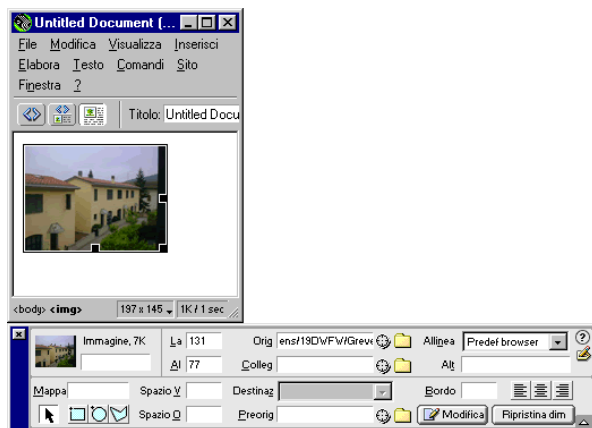 Untitled Document (...
File Modifica Visualizza Inserisci
Elabora Testo Comandi Sito
Finestra ?
Titolo: Untitled Docu
<body> <img> 197 x 145 1K / 1 sec
Immagine, 7K La 131 Orig ens/19DWFW/Greve Allinea Predef browser ?
Al 77 Colleg Alt
Mappa Spazio V Destinaz Bordo
Spazio O Preorig Modifica Ripristina dim